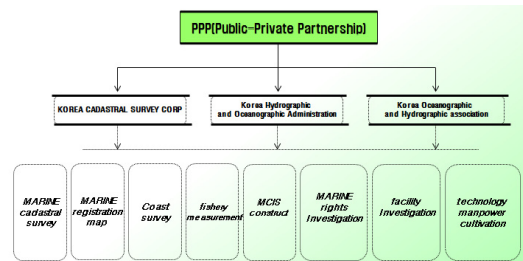 PPP(Public-Private Partnership)
KOREA CADASTRAL SURVEY CORP
Korea Hydrographic
and Oceanographic Administration
Korea Oceanographic
and Hydrographic association
MARINE
cadastral
survey
MARINE
registration
map
Coast
survey
fishery
measurement
MCIS
construct
MARINE
rights
Investigation
facility
Investigation
technology
manpower
cultivation